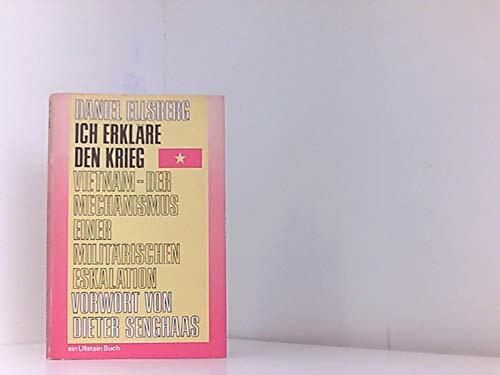 DANIEL ELLSBERG
ICH ERKLÄRE
DEN KRIEG
VIETNAM-DER
MECHANISMUS
EINER
MILITÄRISCHEN
ESKALATION
VORWORT VON
DIETER SENGHAAS
ein Ullstein Buch